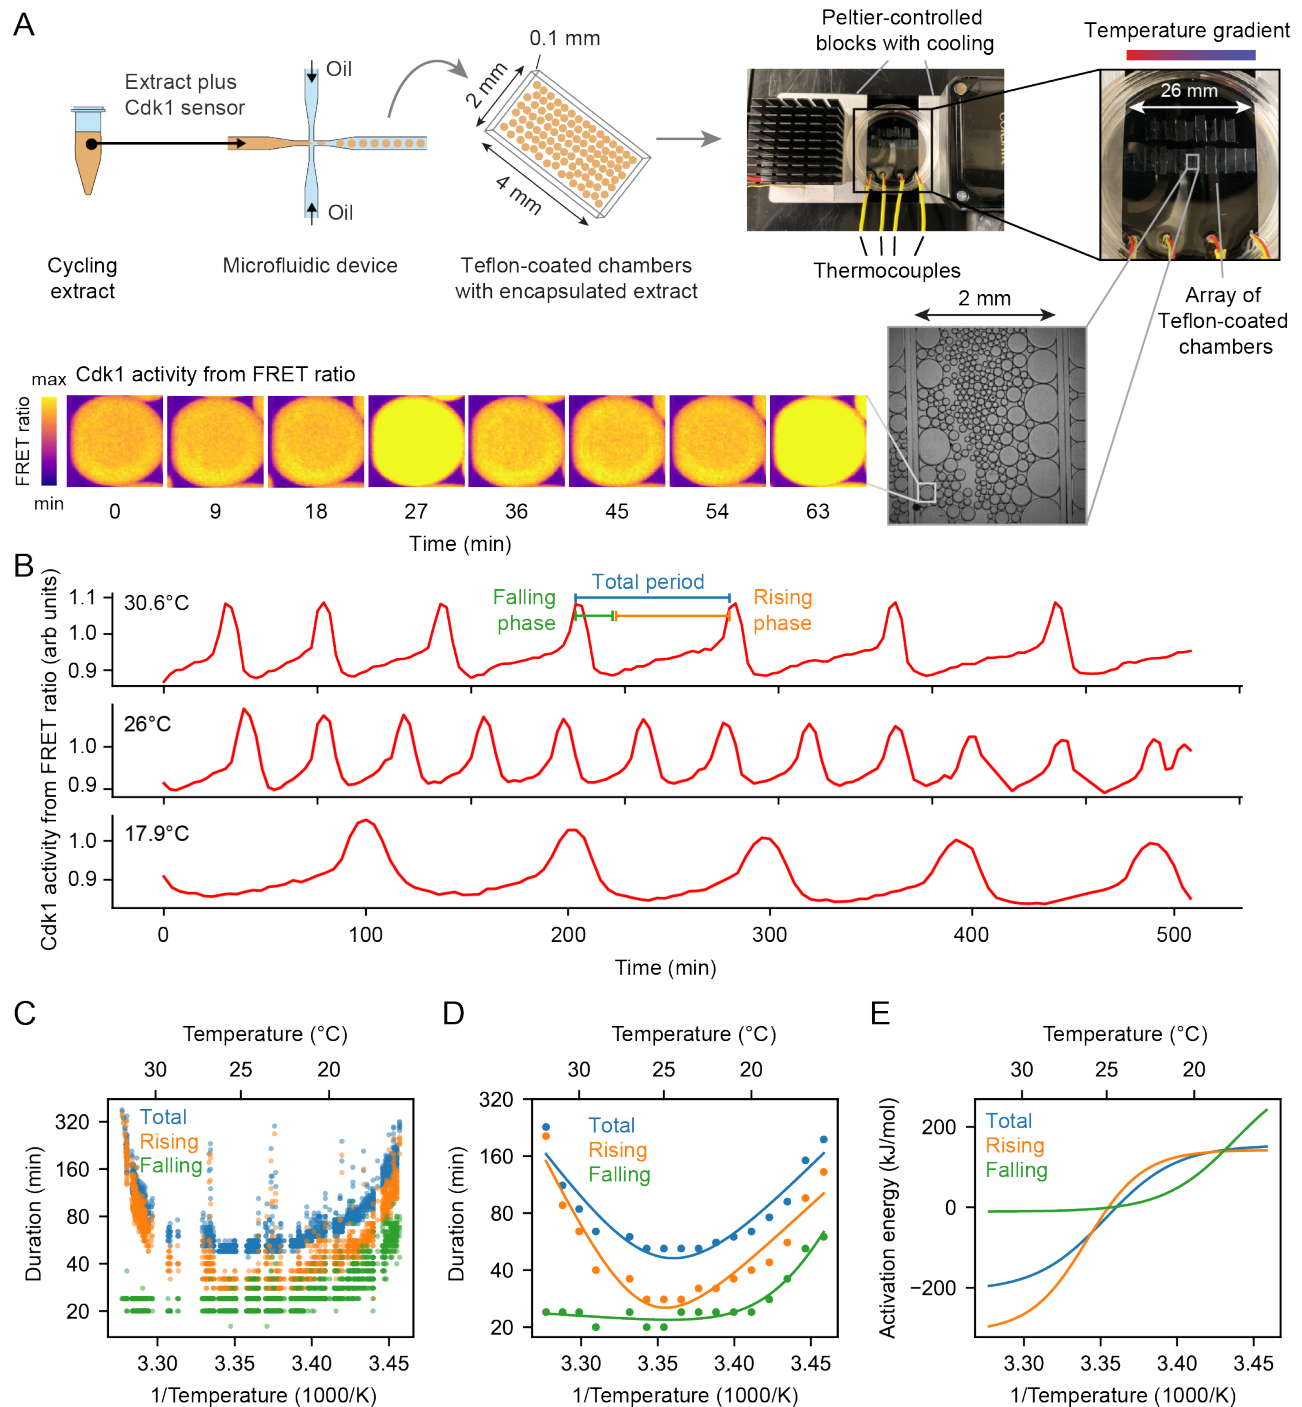 A
Extract plus
Cdk1 sensor
Oil
Oil
0.1 mm
2 mm
4 mm
Peltier-controlled
blocks with cooling
Temperature gradient
26 mm
Thermocouples
Cycling
extract
Microfluidic device
Teflon-coated chambers
with encapsulated extract
2 mm
Array of
Teflon-coated
chambers
max
FRET ratio
min
Cdk1 activity from FRET ratio
0 9 18 27 36 45 54 63
Time (min)
B
Cdk1 activity from FRET ratio (arb units)
1.1
1.0
0.9
30.6°C
Falling
phase
Total period
Rising
phase
1.0
0.9
26°C
1.0
0.9
17.9°C
0 100 200 300 400 500
Time (min)
C
Temperature (°C)
30 25 20
Duration (min)
320
160
80
40
20
Total
Rising
Falling
3.30 3.35 3.40 3.45
1/Temperature (1000/K)
D
Temperature (°C)
30 25 20
Duration (min)
320
160
80
40
20
Total
Rising
Falling
3.30 3.35 3.40 3.45
1/Temperature (1000/K)
E
Temperature (°C)
30 25 20
Activation energy (kJ/mol)
200
0
−200
Total
Rising
Falling
3.30 3.35 3.40 3.45
1/Temperature (1000/K)